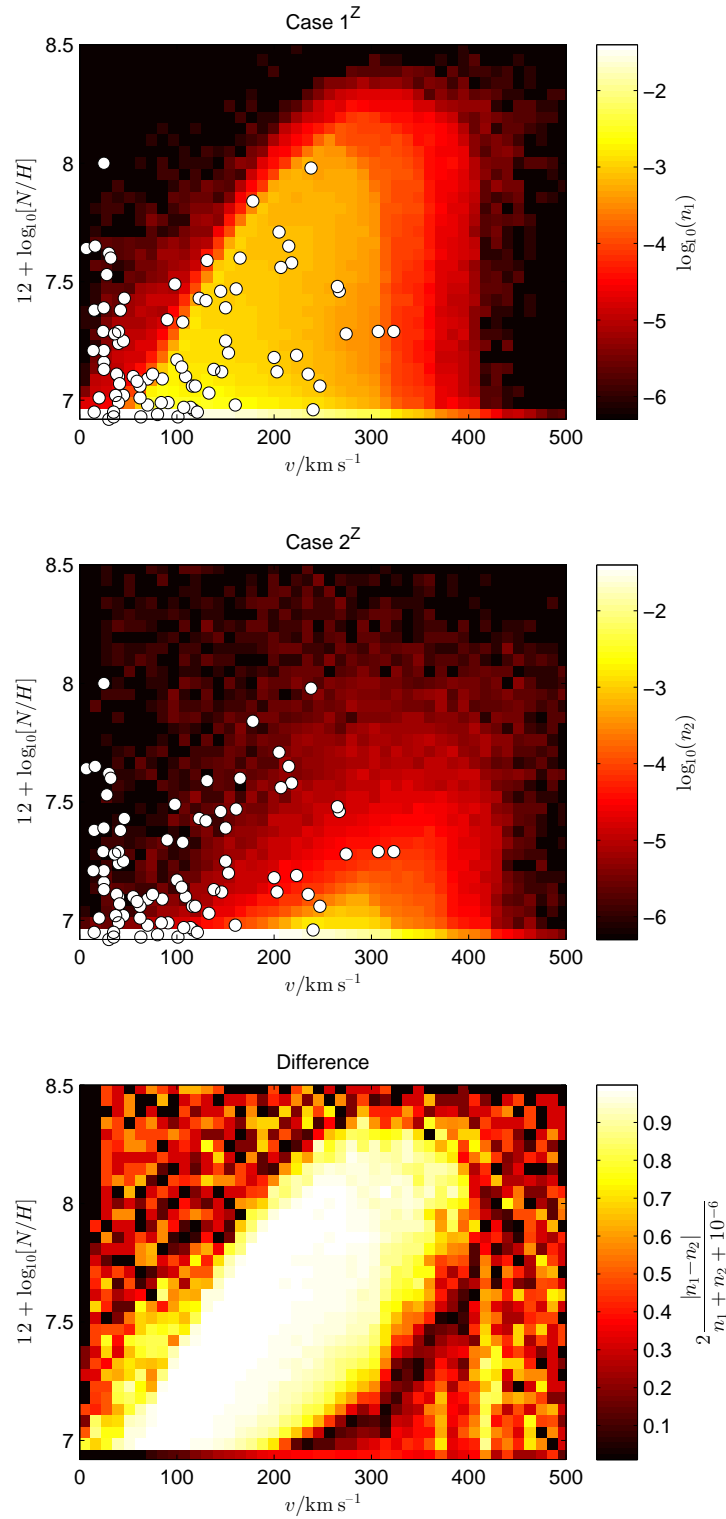 Case 1^Z
8.5
8
7.5
7
12 + log₁₀[N/H]
0 100 200 300 400 500
v/km s⁻¹
−2
−3
−4
−5
−6
log₁₀(n₁)
Case 2^Z
8.5
8
7.5
7
12 + log₁₀[N/H]
0 100 200 300 400 500
v/km s⁻¹
−2
−3
−4
−5
−6
log₁₀(n₂)
Difference
8.5
8
7.5
7
12 + log₁₀[N/H]
0 100 200 300 400 500
v/km s⁻¹
0.9
0.8
0.7
0.6
0.5
0.4
0.3
0.2
0.1
2 |n₁−n₂| / n₁ + n₂ + 10⁻⁶